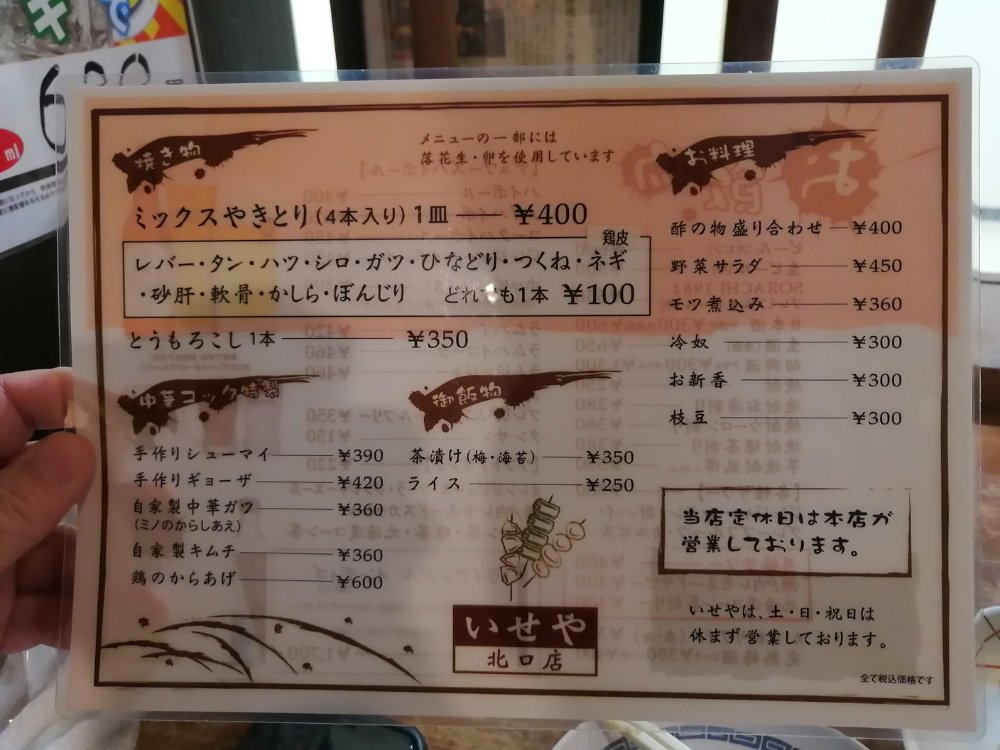 焼き物
メニューの一部には
落花生・卵を使用しています
ミックスやきとり(4本入り)1皿 ¥400
鶏皮
レバー・タン・ハツ・シロ・ガツ・ひなどり・つくね・ネギ
・砂肝・軟骨・かしら・ぼんじり どれでも1本 ¥100
とうもろこし1本 ¥350
中華コック特製
手作りシューマイ ¥390
手作りギョーザ ¥420
自家製中華ガツ ¥360
(ミノのからしあえ)
自家製キムチ ¥360
鶏のからあげ ¥600
御飯物
茶漬け(梅・海苔) ¥350
ライス ¥250
いせや
北口店
お料理
酢の物盛り合わせ ¥400
野菜サラダ ¥450
モツ煮込み ¥360
冷奴 ¥300
お新香 ¥300
枝豆 ¥300
当店定休日は本店が
営業しております。
いせやは、土・日・祝日は
休まず営業しております。
全て税込価格です